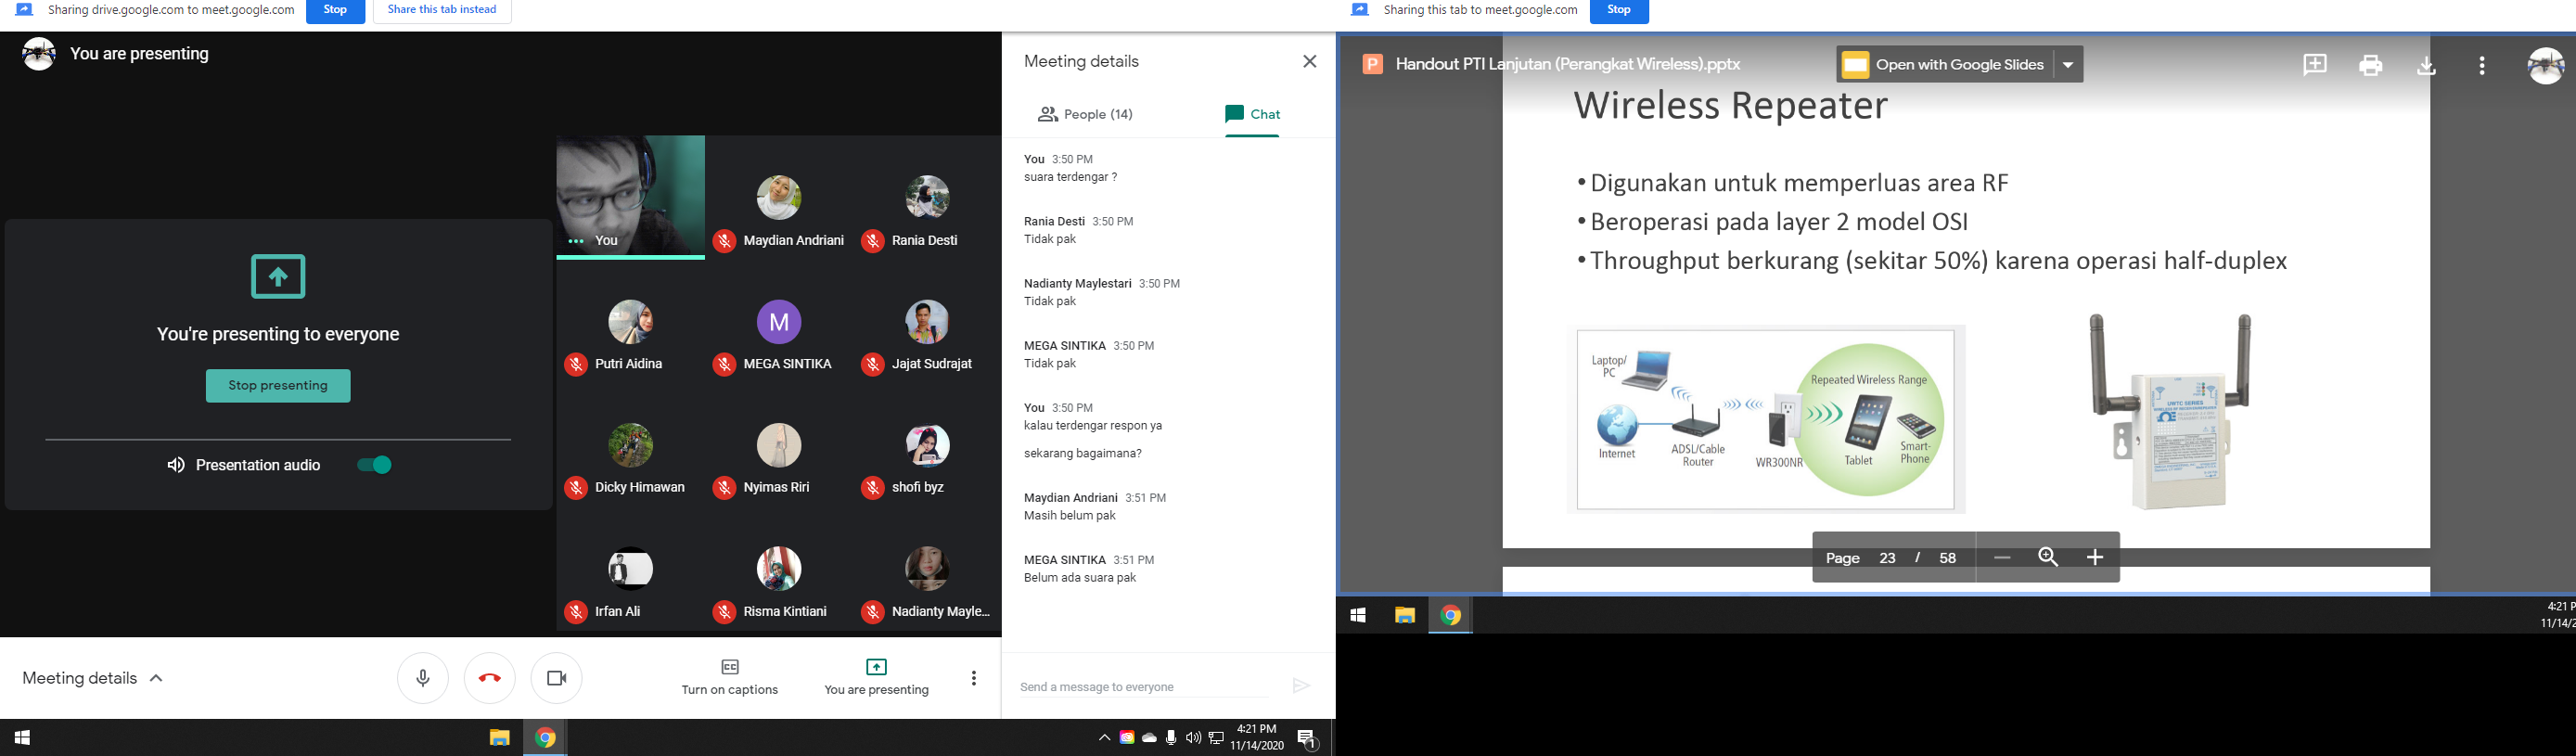 Sharing drive.google.com to meet.google.com Stop Share this tab instead
You are presenting
You're presenting to everyone
Stop presenting
Presentation audio
You
Maydian Andriani
Rania Desti
Putri Aidina
M
MEGA SINTIKA
Jajat Sudrajat
Dicky Himawan
Nyimas Riri
shofi byz
Irfan Ali
Risma Kintiani
Nadianty Mayle...
Meeting details
Turn on captions
You are presenting
Meeting details
People (14)
Chat
You 3:50 PM
suara terdengar ?
Rania Desti 3:50 PM
Tidak pak
Nadianty Maylestari 3:50 PM
Tidak pak
MEGA SINTIKA 3:50 PM
Tidak pak
You 3:50 PM
kalau terdengar respon ya
sekarang bagaimana?
Maydian Andriani 3:51 PM
Masih belum pak
MEGA SINTIKA 3:51 PM
Belum ada suara pak
Send a message to everyone
4:21 PM
11/14/2020
1
Sharing this tab to meet.google.com Stop
P Handout PTI Lanjutan (Perangkat Wireless).pptx
Open with Google Slides
Wireless Repeater
• Digunakan untuk memperluas area RF
• Beroperasi pada layer 2 model OSI
• Throughput berkurang (sekitar 50%) karena operasi half-duplex
Laptop/
PC
Internet
ADSL/Cable
Router
WR300NR
Repeated Wireless Range
Tablet
Smart-
Phone
UWTC SERIES
Page 23 / 58
4:21 P
11/14/2